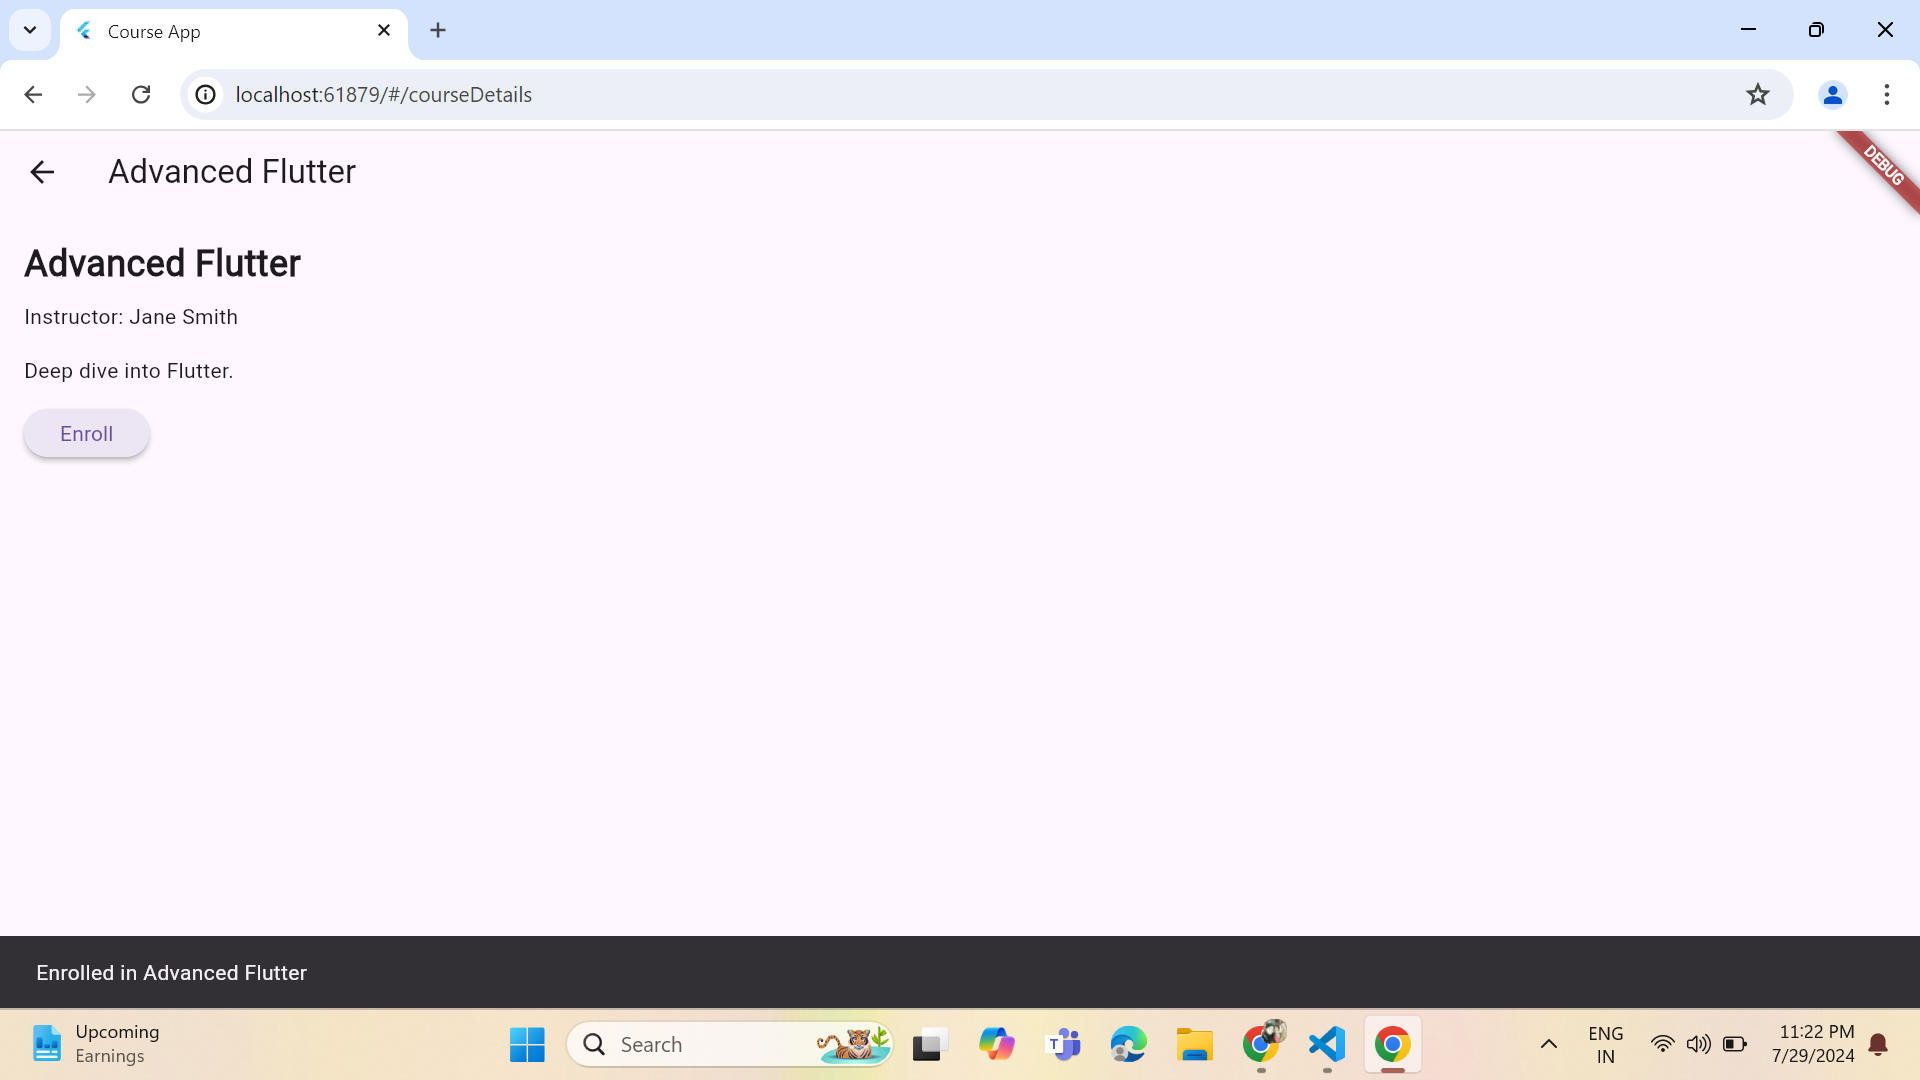 Course App
localhost:61879/#/courseDetails
Advanced Flutter
DEBUG
Advanced Flutter
Instructor: Jane Smith
Deep dive into Flutter.
Enroll
Enrolled in Advanced Flutter
Upcoming
Earnings
Search
T
ENG
IN
11:22 PM
7/29/2024